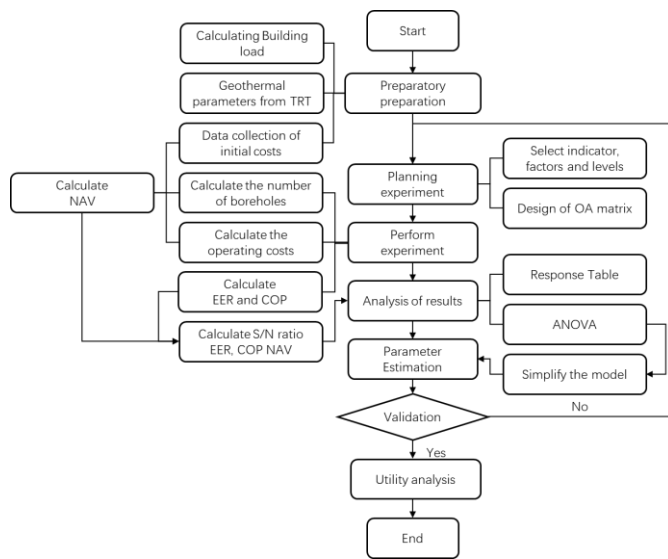 Start
Calculating Building
load
Preparatory
preparation
Geothermal
parameters from TRT
Data collection of
initial costs
Select indicator,
factors and levels
Planning
experiment
Calculate
NAV
Calculate the number
of boreholes
Design of OA matrix
Calculate the
operating costs
Perform
experiment
Response Table
Calculate
EER and COP
Analysis of results
ANOVA
Calculate S/N ratio
EER, COP NAV
Parameter
Estimation
Simplify the model
Validation
No
Yes
Utility analysis
End